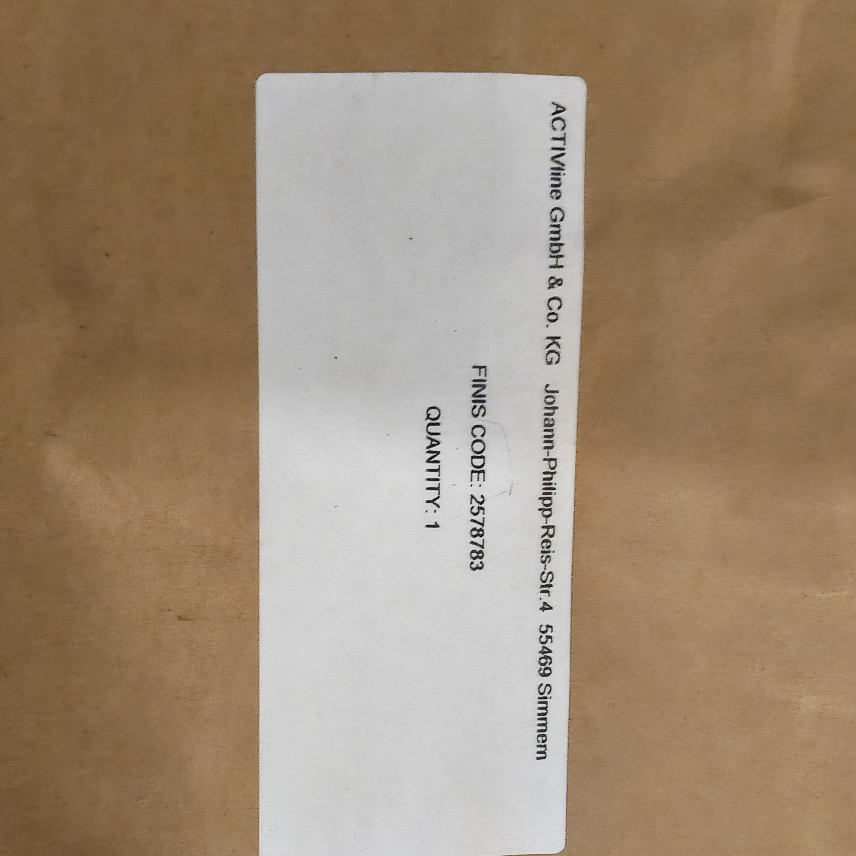 ACTIVline GmbH & Co. KG Johann-Philipp-Reis-Str.4 55469 Simmern
FINIS CODE: 2578783
QUANTITY: 1